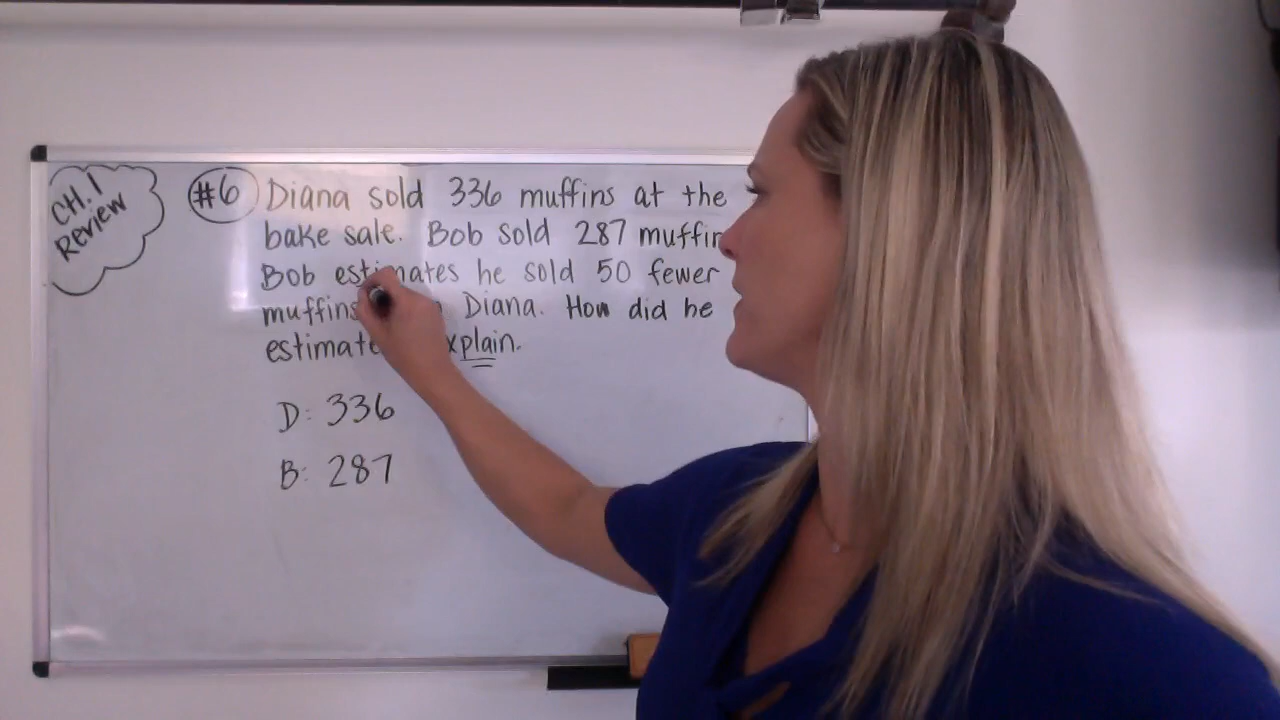 CH. 1
Review
#6 Diana sold 336 muffins at the
bake sale. Bob sold 287
Bob estimates he sold 50 fewer
muffins Diana. How did he
estimate explain.
D: 336
B: 287